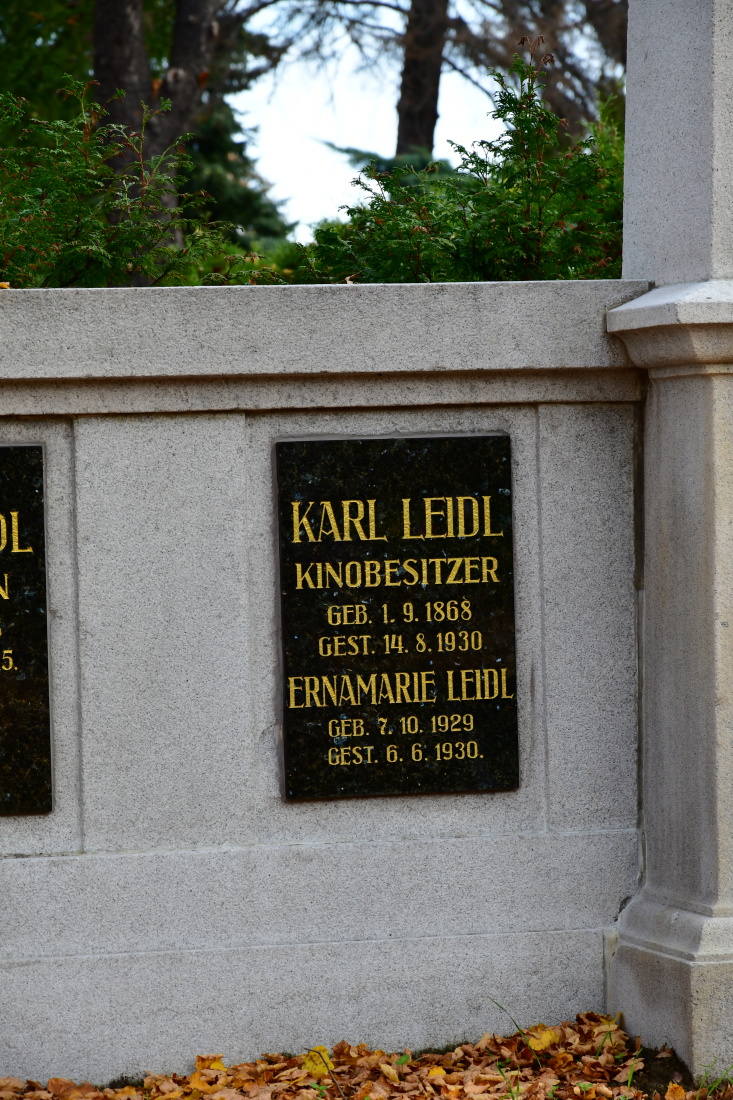 KARL LEIDL
KINOBESITZER
GEB. 1. 9. 1868
GEST. 14. 8. 1930
ERNAMARIE LEIDL
GEB. 7. 10. 1929
GEST. 6. 6. 1930.